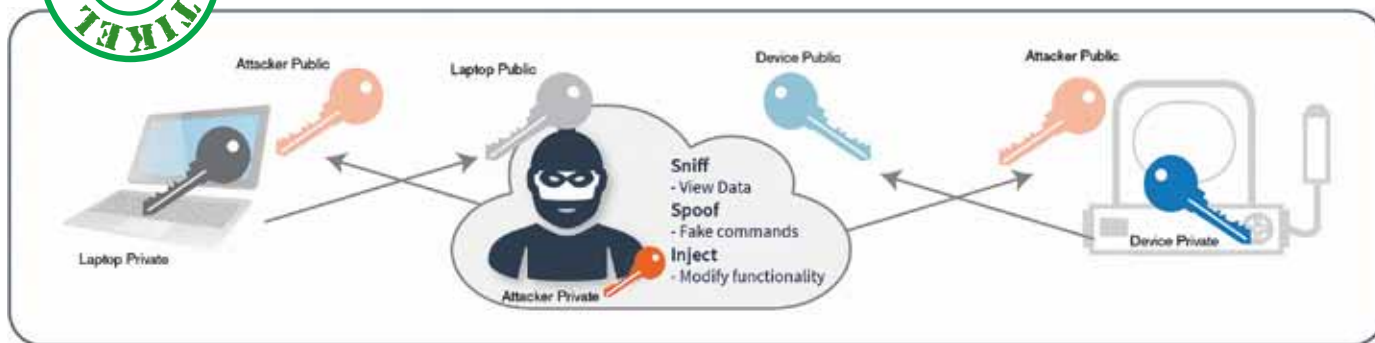 TIKEL
Attacker Public
Laptop Public
Device Public
Attacker Public
Sniff
- View Data
Spoof
- Fake commands
Inject
- Modify functionality
Laptop Private
Attacker Private
Device Private